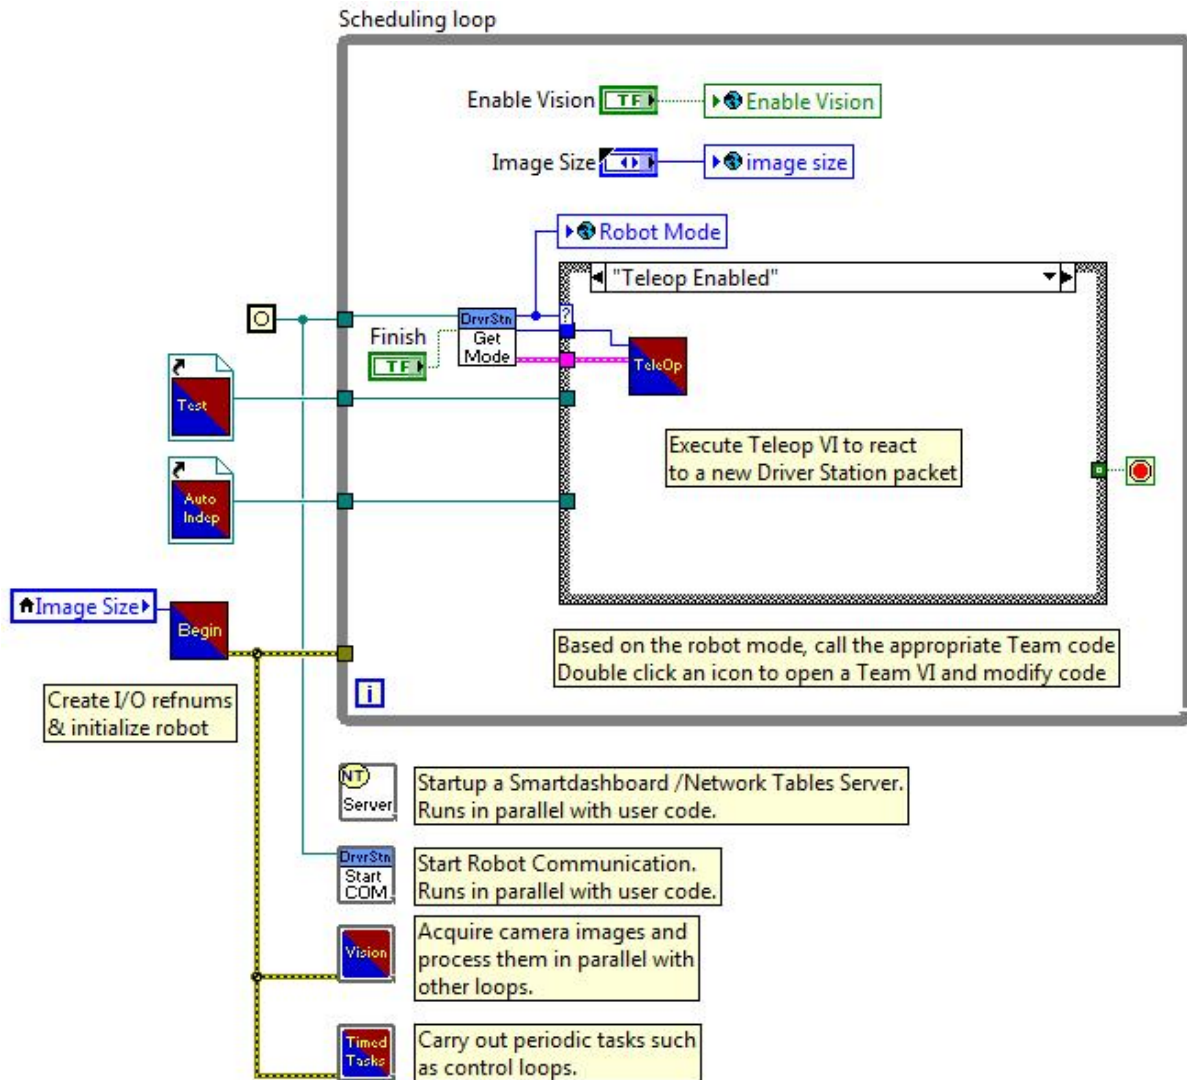 Scheduling loop
Enable Vision
TF
Enable Vision
Image Size
image size
Robot Mode
"Teleop Enabled"
?
DrvrStn
Get
Mode
Finish
TF
TeleOp
Test
Execute Teleop VI to react
to a new Driver Station packet
Auto
Indep
Image Size
Begin
Based on the robot mode, call the appropriate Team code
Double click an icon to open a Team VI and modify code
i
Create I/O refnums
& initialize robot
NT
Server
Startup a Smartdashboard /Network Tables Server.
Runs in parallel with user code.
DrvrStn
Start
COM
Start Robot Communication.
Runs in parallel with user code.
Vision
Acquire camera images and
process them in parallel with
other loops.
Timed
Tasks
Carry out periodic tasks such
as control loops.